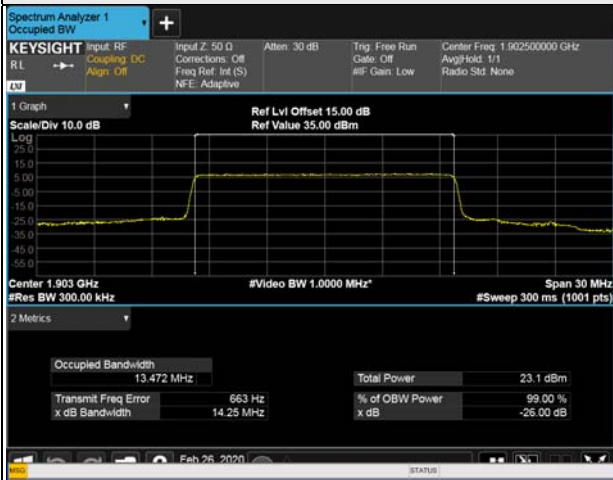 Spectrum Analyzer 1
Occupied BW
+
KEYSIGHT
RL
LXI
Input: RF
Coupling: DC
Align: Off
Input Z: 50 Ω
Corrections: Off
Freq Ref: Int (S)
NFE: Adaptive
Atten: 30 dB
Trig: Free Run
Gate: Off
#IF Gain: Low
Center Freq: 1.902500000 GHz
Avg|Hold: 1/1
Radio Std: None
1 Graph
Scale/Div 10.0 dB
Ref Lvl Offset 15.00 dB
Ref Value 35.00 dBm
Log
25.0
15.0
5.00
-5.00
-15.0
-25.0
-35.0
-45.0
-55.0
Center 1.903 GHz
#Video BW 1.0000 MHz*
Span 30 MHz
#Res BW 300.00 kHz
#Sweep 300 ms (1001 pts)
2 Metrics
Occupied Bandwidth
13.472 MHz
Total Power 23.1 dBm
Transmit Freq Error 663 Hz
% of OBW Power 99.00 %
x dB Bandwidth 14.25 MHz
x dB -26.00 dB
Feb 26, 2020
MSG
STATUS